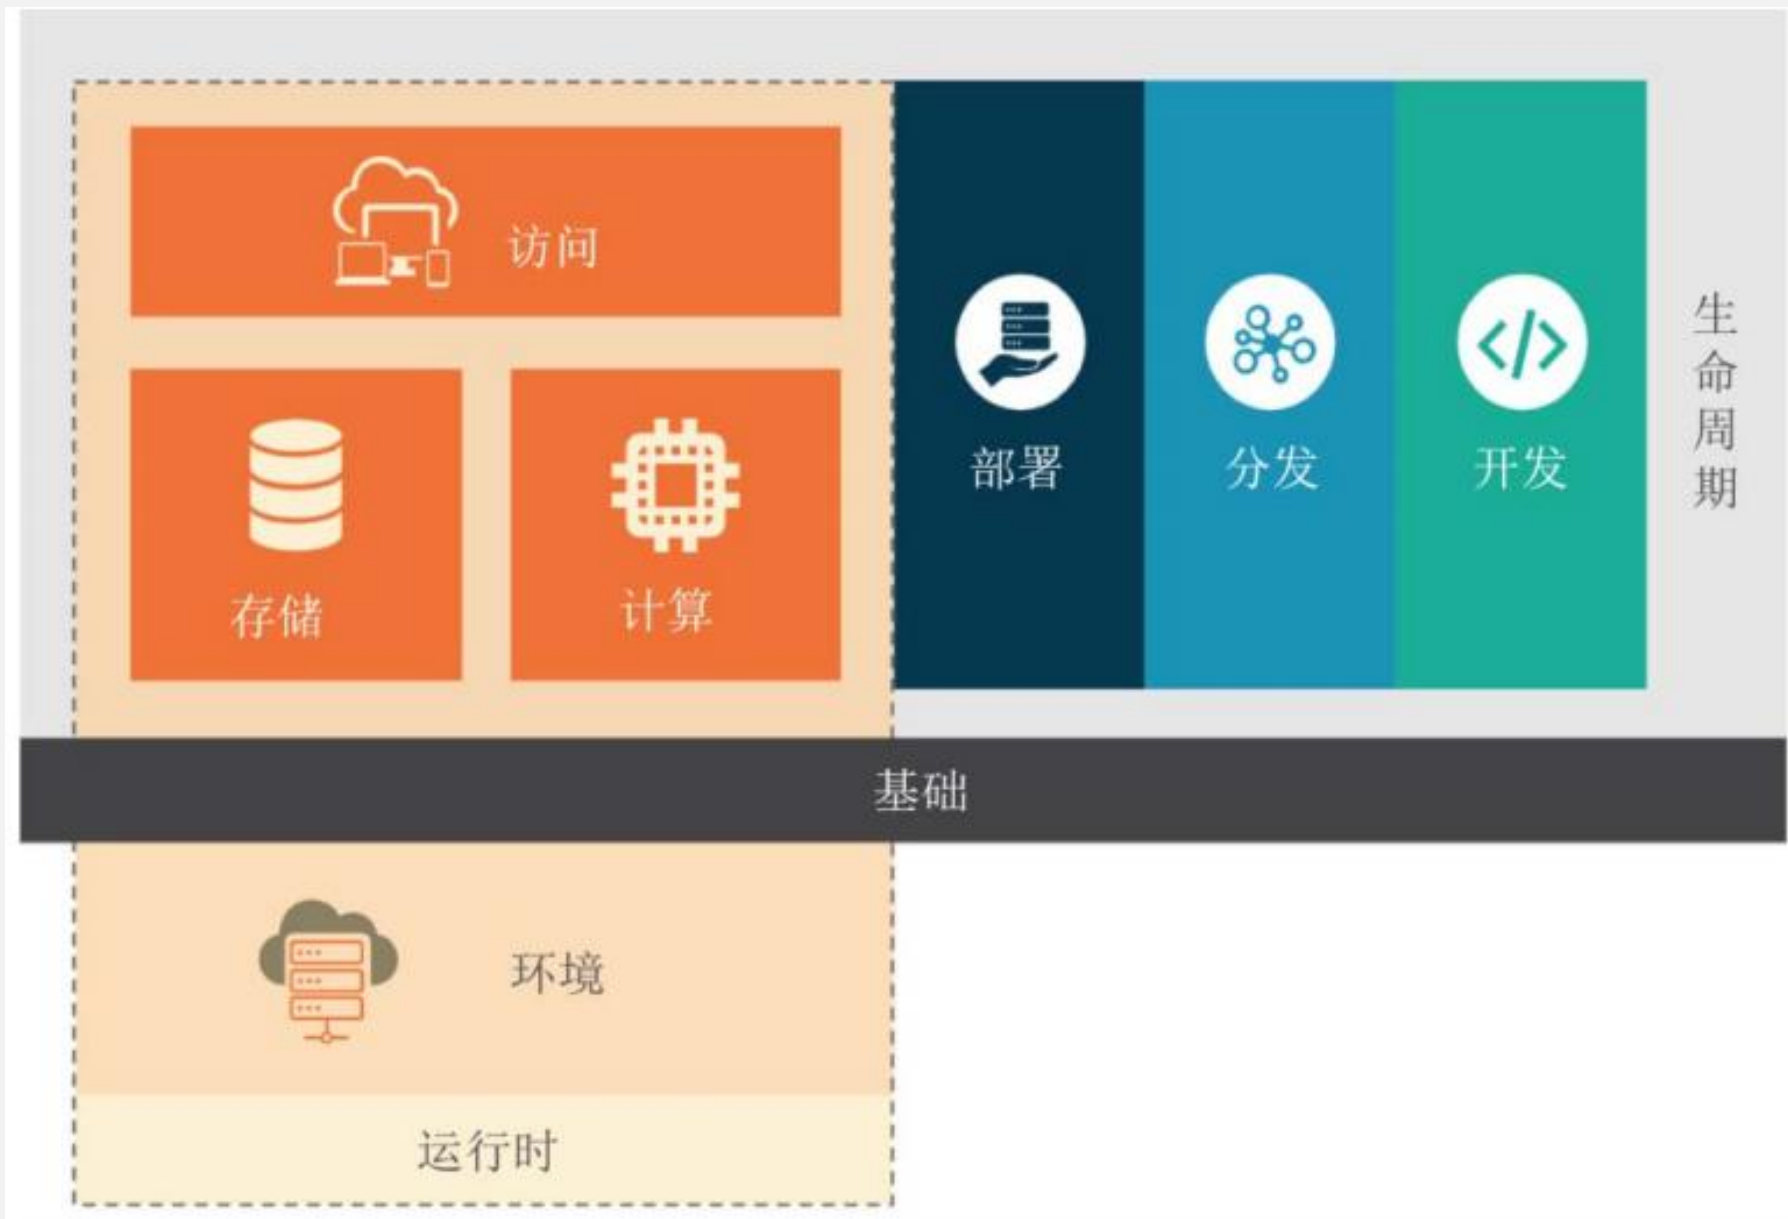 访问
存储
计算
部署
分发
开发
生命周期
基础
环境
运行时